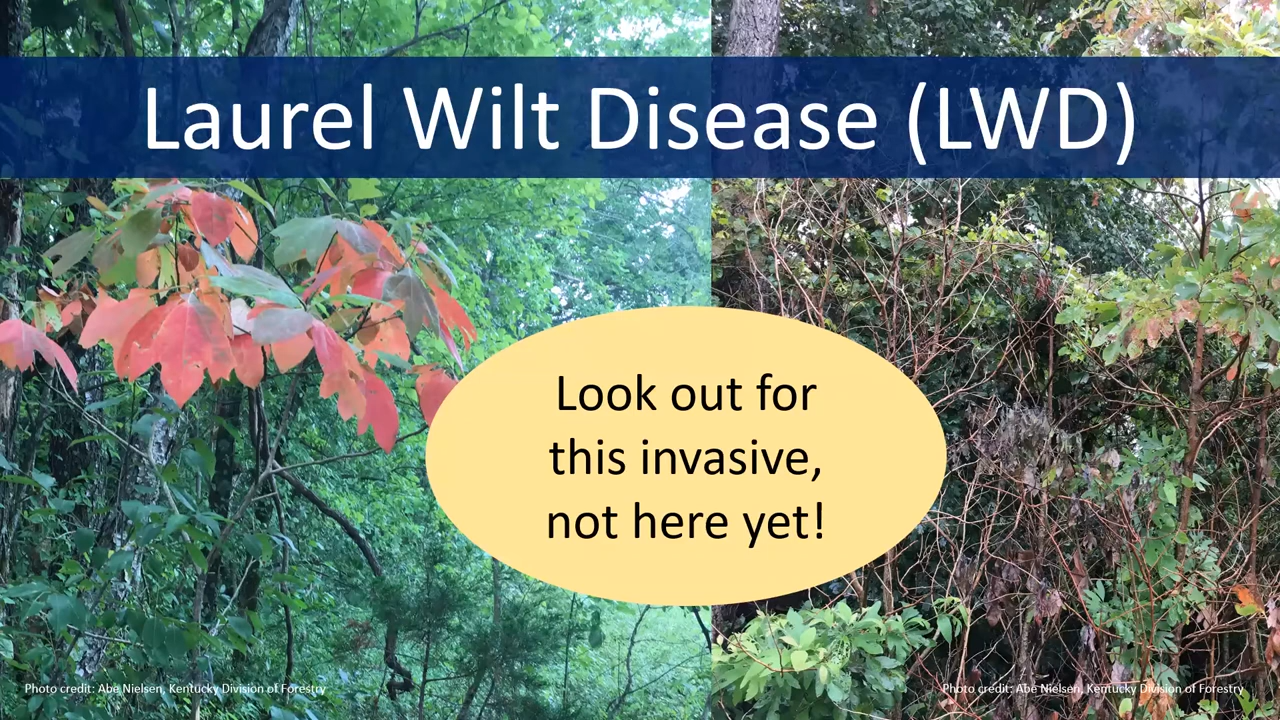 Laurel Wilt Disease (LWD)
Look out for
this invasive,
not here yet!
Photo credit: Abe Nielsen, Kentucky Division of Forestry
Photo credit: Abe Nielsen, Kentucky Division of Forestry